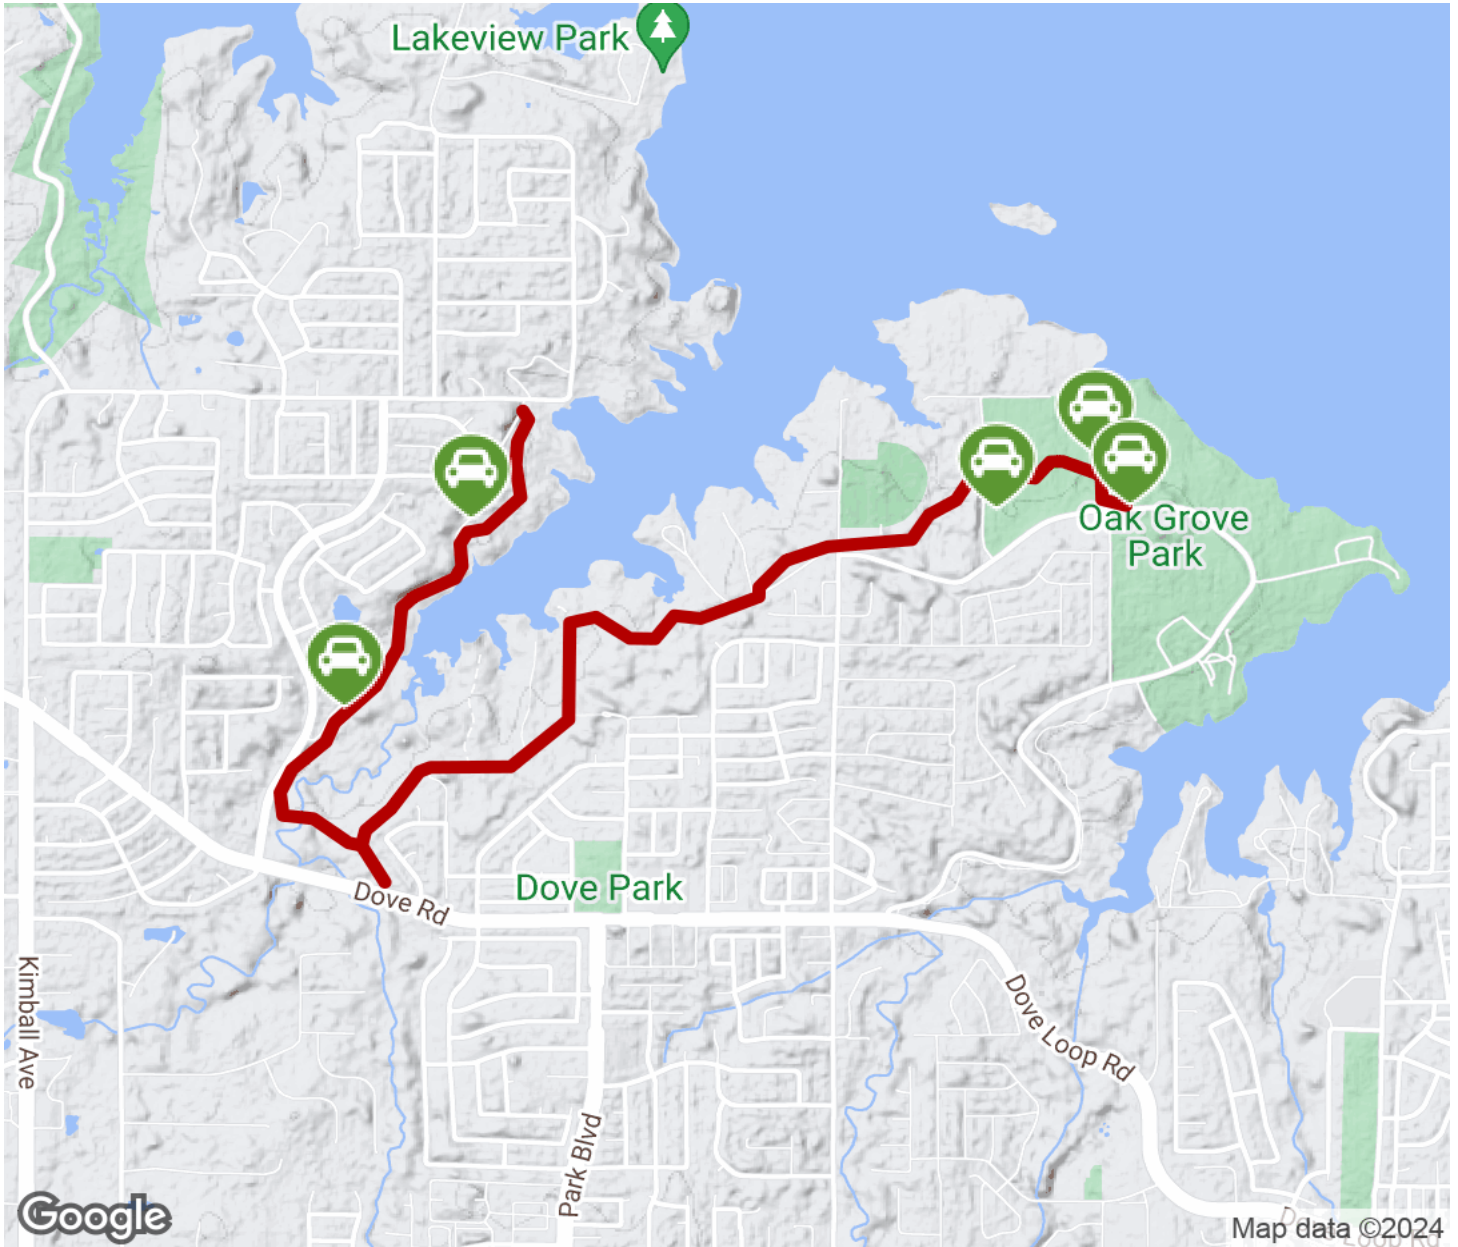 Lakeview Park
Oak Grove
Park
Dove Park
Dove Rd
Kimball Ave
Dove Loop Rd
Park Blvd
Google
Map data ©2024